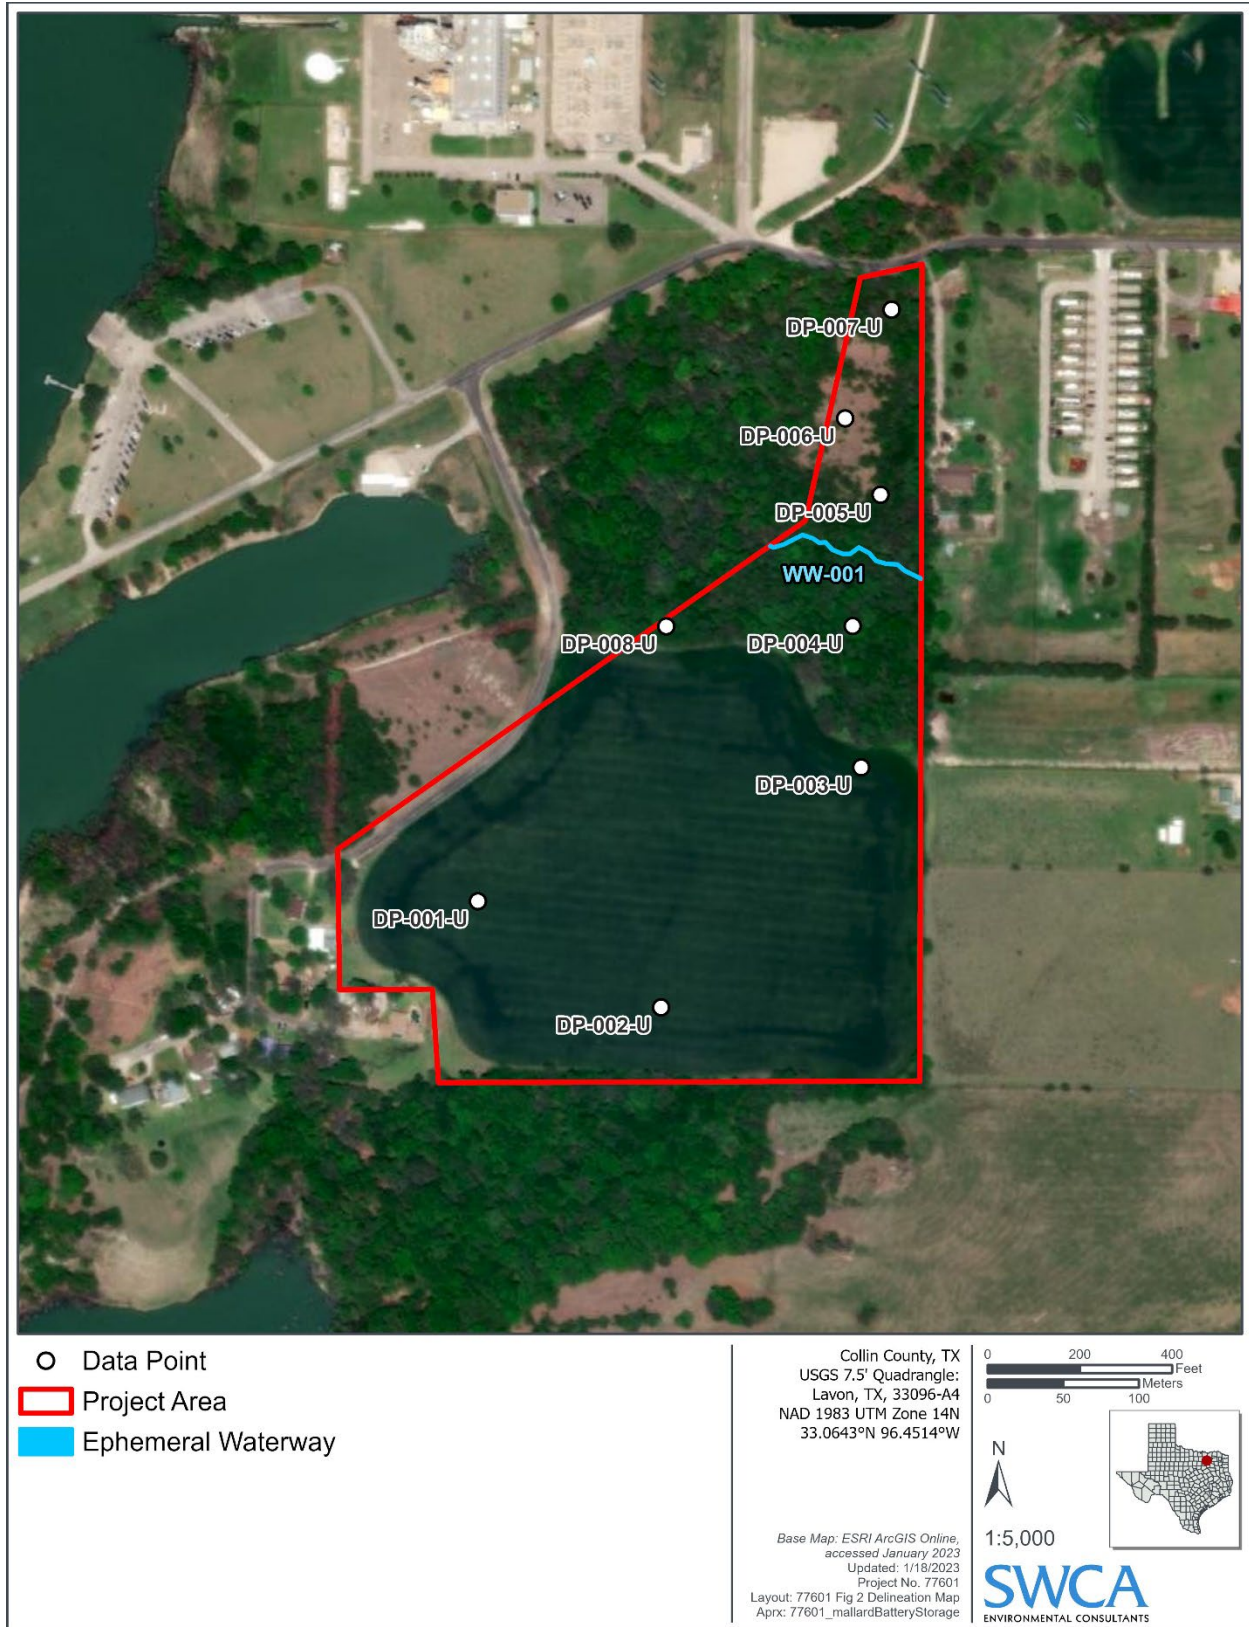 DP-007-U
DP-006-U
DP-005-U
WW-001
DP-008-U
DP-004-U
DP-003-U
DP-001-U
DP-002-U
Data Point
Project Area
Ephemeral Waterway
Collin County, TX
USGS 7.5' Quadrangle:
Lavon, TX, 33096-A4
NAD 1983 UTM Zone 14N
33.0643°N 96.4514°W
Base Map: ESRI ArcGIS Online,
accessed January 2023
Updated: 1/18/2023
Project No. 77601
Layout: 77601 Fig 2 Delineation Map
Aprx: 77601_mallardBatteryStorage
0 200 400
Feet
Meters
0 50 100
N
1:5,000
SWCA
ENVIRONMENTAL CONSULTANTS